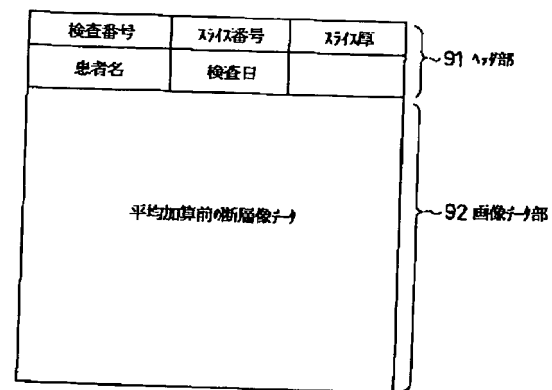 検査番号 スライス番号 スライス厚
91 ヘッダ部
患者名 検査日
平均加算前の断層像データ
92 画像データ部